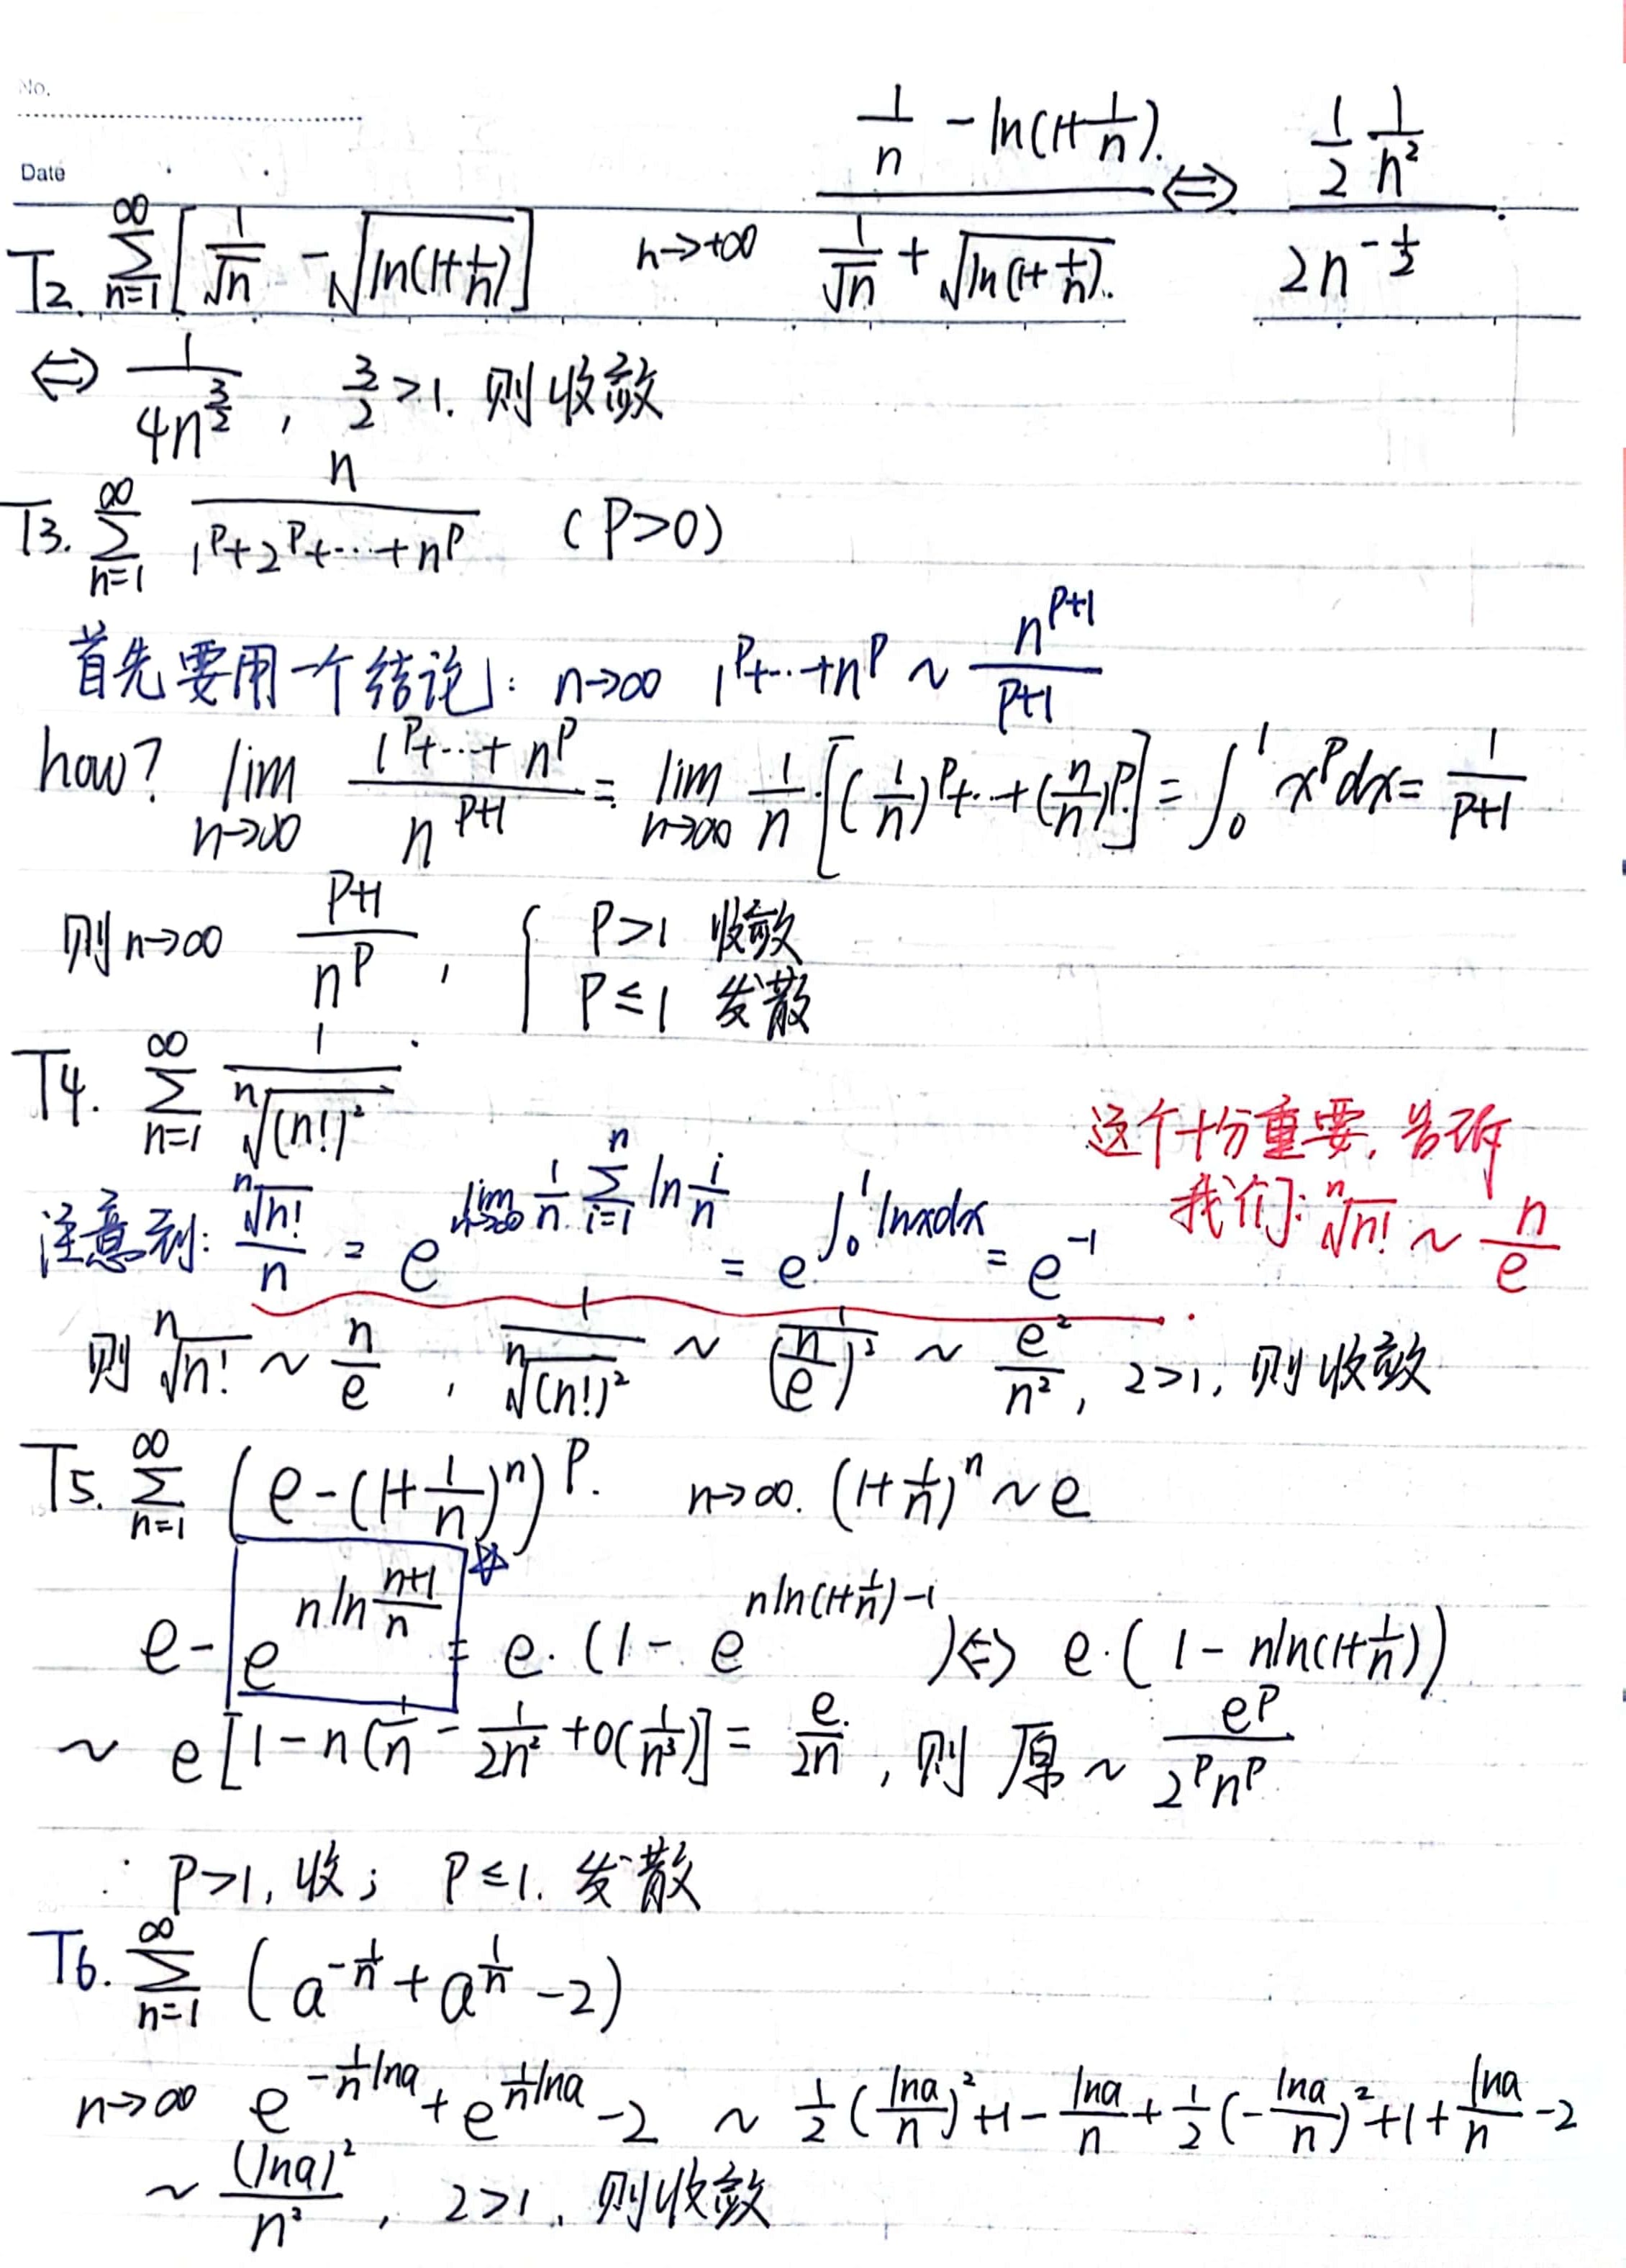 No.
Date
T2. $\sum_{n=1}^{\infty}\left[\frac{1}{\sqrt{n}} - \sqrt{\ln(1+\frac{1}{n})}\right]$ $n\to+\infty$ $\frac{\frac{1}{n} - \ln(1+\frac{1}{n}).}{\frac{1}{\sqrt{n}} + \sqrt{\ln(1+\frac{1}{n})}.} \Leftrightarrow \frac{\frac{1}{2}\frac{1}{n^2}}{2n^{-\frac{1}{2}}}$
$\Leftrightarrow \frac{1}{4n^{\frac{3}{2}}}$, $\frac{3}{2}>1$. 则收敛
T3. $\sum_{n=1}^{\infty} \frac{n}{1^p+2^p+\cdots+n^p}$ (P>0)
首先要用一个结论: $n\to\infty$ $1^p+\cdots+n^p \sim \frac{n^{p+1}}{p+1}$
how? $\lim_{n\to\infty} \frac{1^p+\cdots+n^p}{n^{p+1}} = \lim_{n\to\infty} \frac{1}{n}\cdot\left[(\frac{1}{n})^p+\cdots+(\frac{n}{n})^p\right] = \int_0^1 x^p dx = \frac{1}{p+1}$
则 $n\to\infty$ $\frac{p+1}{n^p}$, $\begin{cases} P>1 & 收敛 \\ P\le 1 & 发散 \end{cases}$
T4. $\sum_{n=1}^{\infty} \frac{1}{\sqrt[n]{(n!)^2}}$
这个十分重要, 告诉
我们: $\sqrt[n]{n!} \sim \frac{n}{e}$
注意到: $\frac{\sqrt[n]{n!}}{n} = e^{\lim_{n\to\infty}\frac{1}{n}\sum_{i=1}^{n}\ln\frac{i}{n}} = e^{\int_0^1 \ln x dx} = e^{-1}$
则 $\sqrt[n]{n!} \sim \frac{n}{e}$, $\frac{1}{\sqrt[n]{(n!)^2}} \sim \frac{1}{(\frac{n}{e})^2} \sim \frac{e^2}{n^2}$, 2>1, 则收敛
T5. $\sum_{n=1}^{\infty} \left(e-(1+\frac{1}{n})^n\right)^p$. $n\to\infty$. $(1+\frac{1}{n})^n \sim e$
$e - e^{n\ln\frac{n+1}{n}} = e\cdot(1 - e^{n\ln(1+\frac{1}{n})-1}) \Leftrightarrow e\cdot(1 - n\ln(1+\frac{1}{n}))$
$\sim e\left[1 - n(\frac{1}{n} - \frac{1}{2n^2} + o(\frac{1}{n^3})\right] = \frac{e}{2n}$, 则 原 $\sim \frac{e^p}{2^p n^p}$
∴ P>1, 收; P≤1. 发散
T6. $\sum_{n=1}^{\infty} (a^{-\frac{1}{n}} + a^{\frac{1}{n}} - 2)$
$n\to\infty$ $e^{-\frac{1}{n}\ln a} + e^{\frac{1}{n}\ln a} - 2 \sim \frac{1}{2}(\frac{\ln a}{n})^2 + 1 - \frac{\ln a}{n} + \frac{1}{2}(-\frac{\ln a}{n})^2 + 1 + \frac{\ln a}{n} - 2$
$\sim \frac{(\ln a)^2}{n^2}$, 2>1, 则收敛